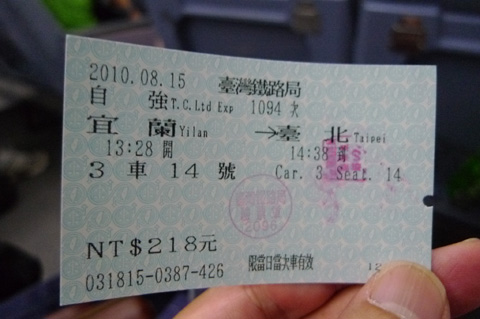 2010.08.15 臺灣鐵路局
自強 T.C.Ltd Exp 1094 次
宜蘭 Yilan →臺北 Taipei
13:28 開 14:38 到
3 車 14 號 Car. 3 Seat. 14
2096
NT$218元
限當日當次車有效
031815-0387-426 12